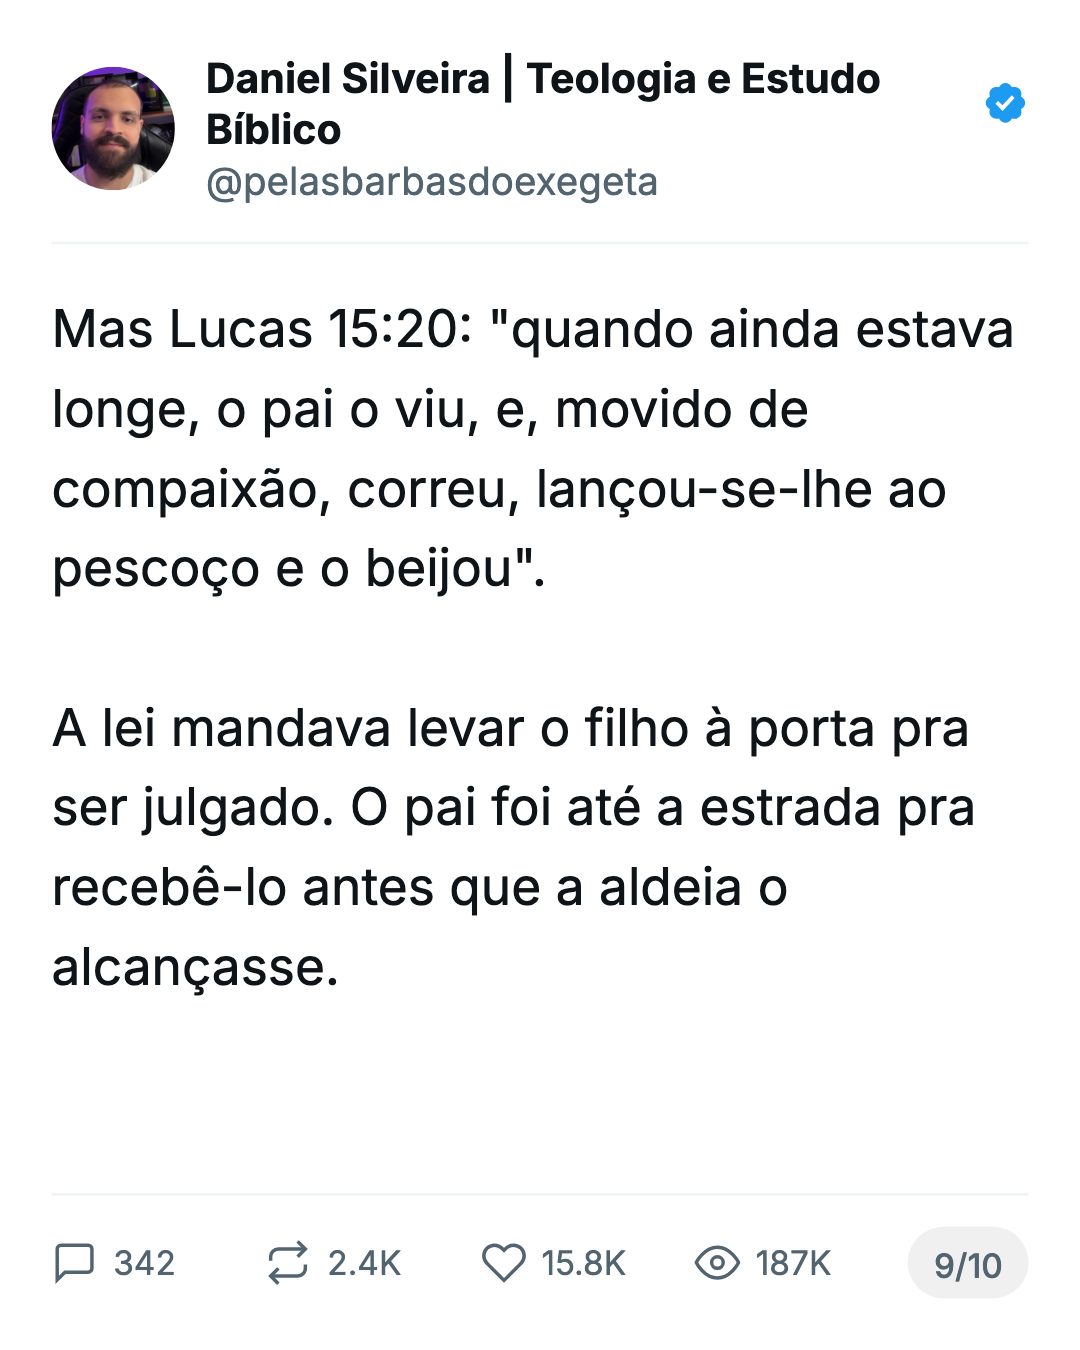 Daniel Silveira | Teologia e Estudo
Bíblico
@pelasbarbasdoexegeta
Mas Lucas 15:20: "quando ainda estava
longe, o pai o viu, e, movido de
compaixão, correu, lançou-se-lhe ao
pescoço e o beijou".
A lei mandava levar o filho à porta pra
ser julgado. O pai foi até a estrada pra
recebê-lo antes que a aldeia o
alcançasse.
342 2.4K 15.8K 187K 9/10